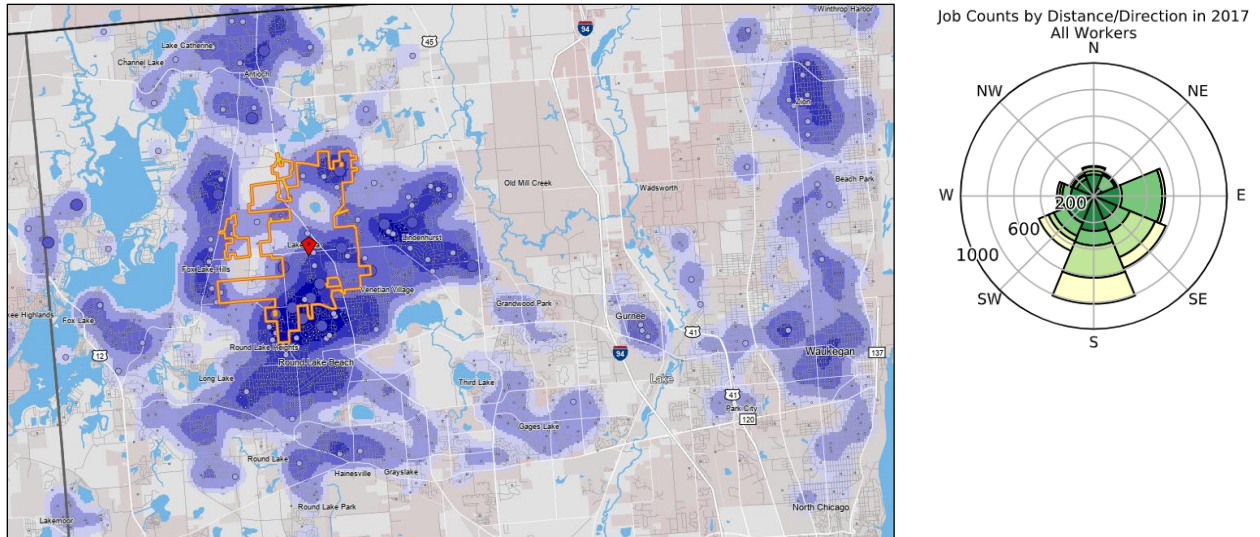 Job Counts by Distance/Direction in 2017
All Workers
N
NW
NE
W
E
200
600
1000
SW
SE
S
Winthrop Harbor
Lake Catherine
45
94
Channel Lake
Antioch
Zion
Old Mill Creek
Wadsworth
Beach Park
Lake
Lindenhurst
Fox Lake Hills
Venetian Village
Grandwood Park
kee Highlands
Fox Lake
Gurnee
41
12
Round Lake Heights
94
Waukegan
137
Round Lake Beach
Long Lake
Third Lake
Lake
41
Park City
120
Gages Lake
Round Lake
Hainesville
Grayslake
Round Lake Park
North Chicago
Lakemoor